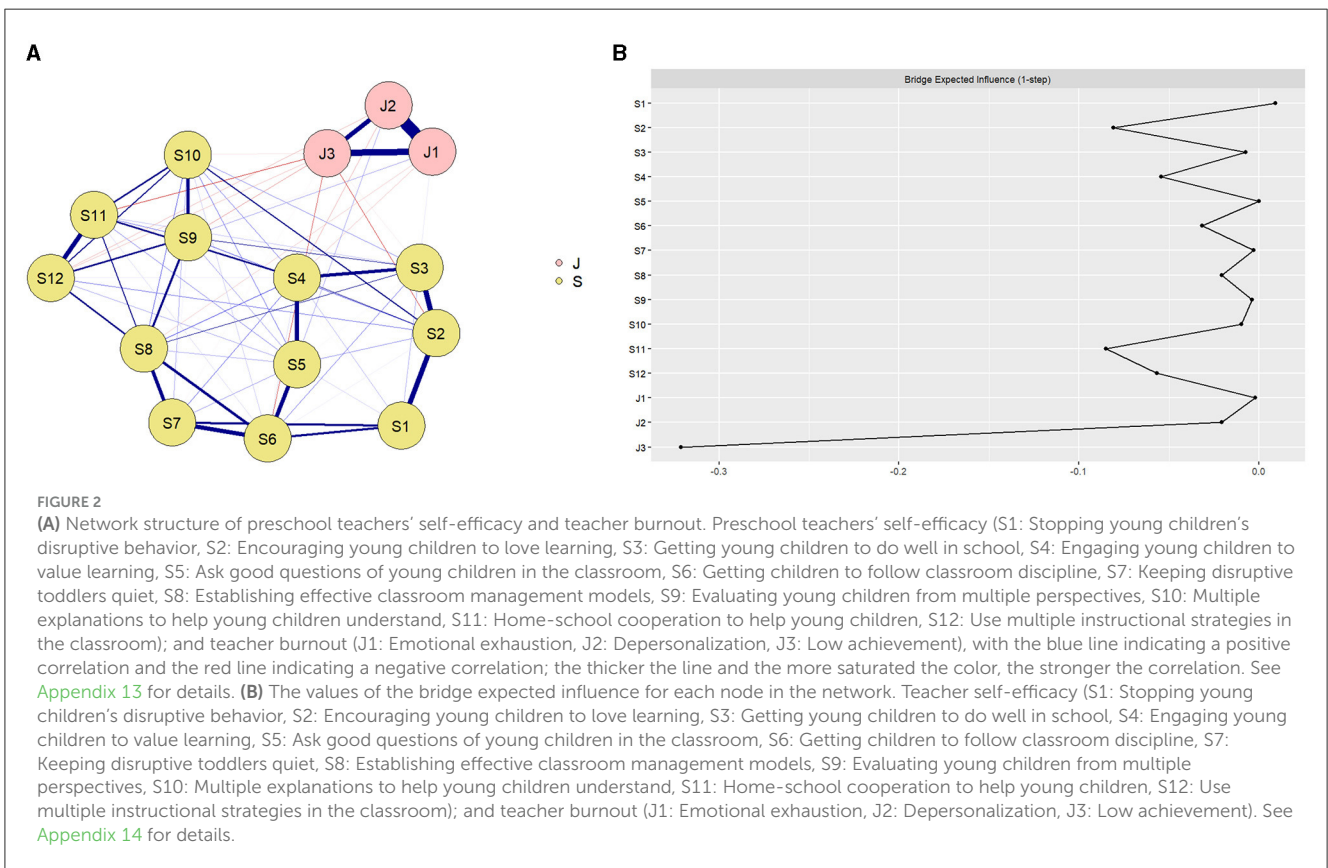 A
B
Bridge Expected Influence (1-step)
J2
J3
J1
S10
S11
S9
S12
S4
S3
S2
S8
S5
S7
S6
S1
J
S
S1
S2
S3
S4
S5
S6
S7
S8
S9
S10
S11
S12
J1
J2
J3
-0.3 -0.2 -0.1 0.0
FIGURE 2
(A) Network structure of preschool teachers' self-efficacy and teacher burnout. Preschool teachers' self-efficacy (S1: Stopping young children's
disruptive behavior, S2: Encouraging young children to love learning, S3: Getting young children to do well in school, S4: Engaging young children to
value learning, S5: Ask good questions of young children in the classroom, S6: Getting children to follow classroom discipline, S7: Keeping disruptive
toddlers quiet, S8: Establishing effective classroom management models, S9: Evaluating young children from multiple perspectives, S10: Multiple
explanations to help young children understand, S11: Home-school cooperation to help young children, S12: Use multiple instructional strategies in
the classroom); and teacher burnout (J1: Emotional exhaustion, J2: Depersonalization, J3: Low achievement), with the blue line indicating a positive
correlation and the red line indicating a negative correlation; the thicker the line and the more saturated the color, the stronger the correlation. See
Appendix 13 for details. (B) The values of the bridge expected influence for each node in the network. Teacher self-efficacy (S1: Stopping young
children's disruptive behavior, S2: Encouraging young children to love learning, S3: Getting young children to do well in school, S4: Engaging young
children to value learning, S5: Ask good questions of young children in the classroom, S6: Getting children to follow classroom discipline, S7:
Keeping disruptive toddlers quiet, S8: Establishing effective classroom management models, S9: Evaluating young children from multiple
perspectives, S10: Multiple explanations to help young children understand, S11: Home-school cooperation to help young children, S12: Use
multiple instructional strategies in the classroom); and teacher burnout (J1: Emotional exhaustion, J2: Depersonalization, J3: Low achievement). See
Appendix 14 for details.